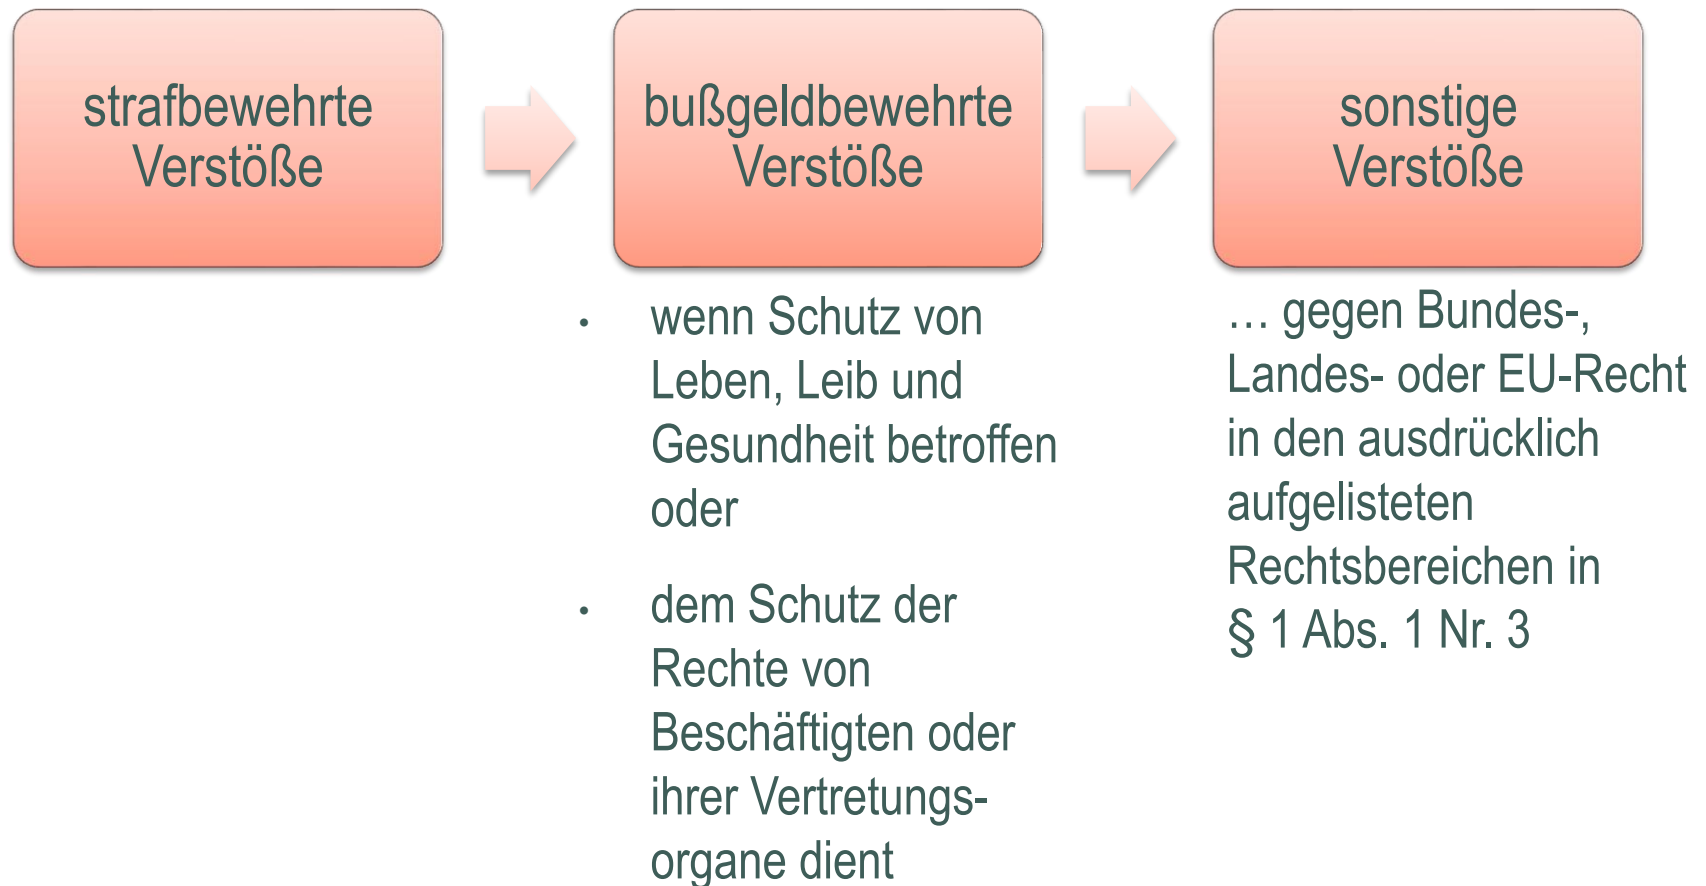 strafbewehrte
Verstöße
bußgeldbewehrte
Verstöße
• wenn Schutz von
Leben, Leib und
Gesundheit betroffen
oder
• dem Schutz der
Rechte von
Beschäftigten oder
ihrer Vertretungs-
organe dient
sonstige
Verstöße
… gegen Bundes-,
Landes- oder EU-Recht
in den ausdrücklich
aufgelisteten
Rechtsbereichen in
§ 1 Abs. 1 Nr. 3